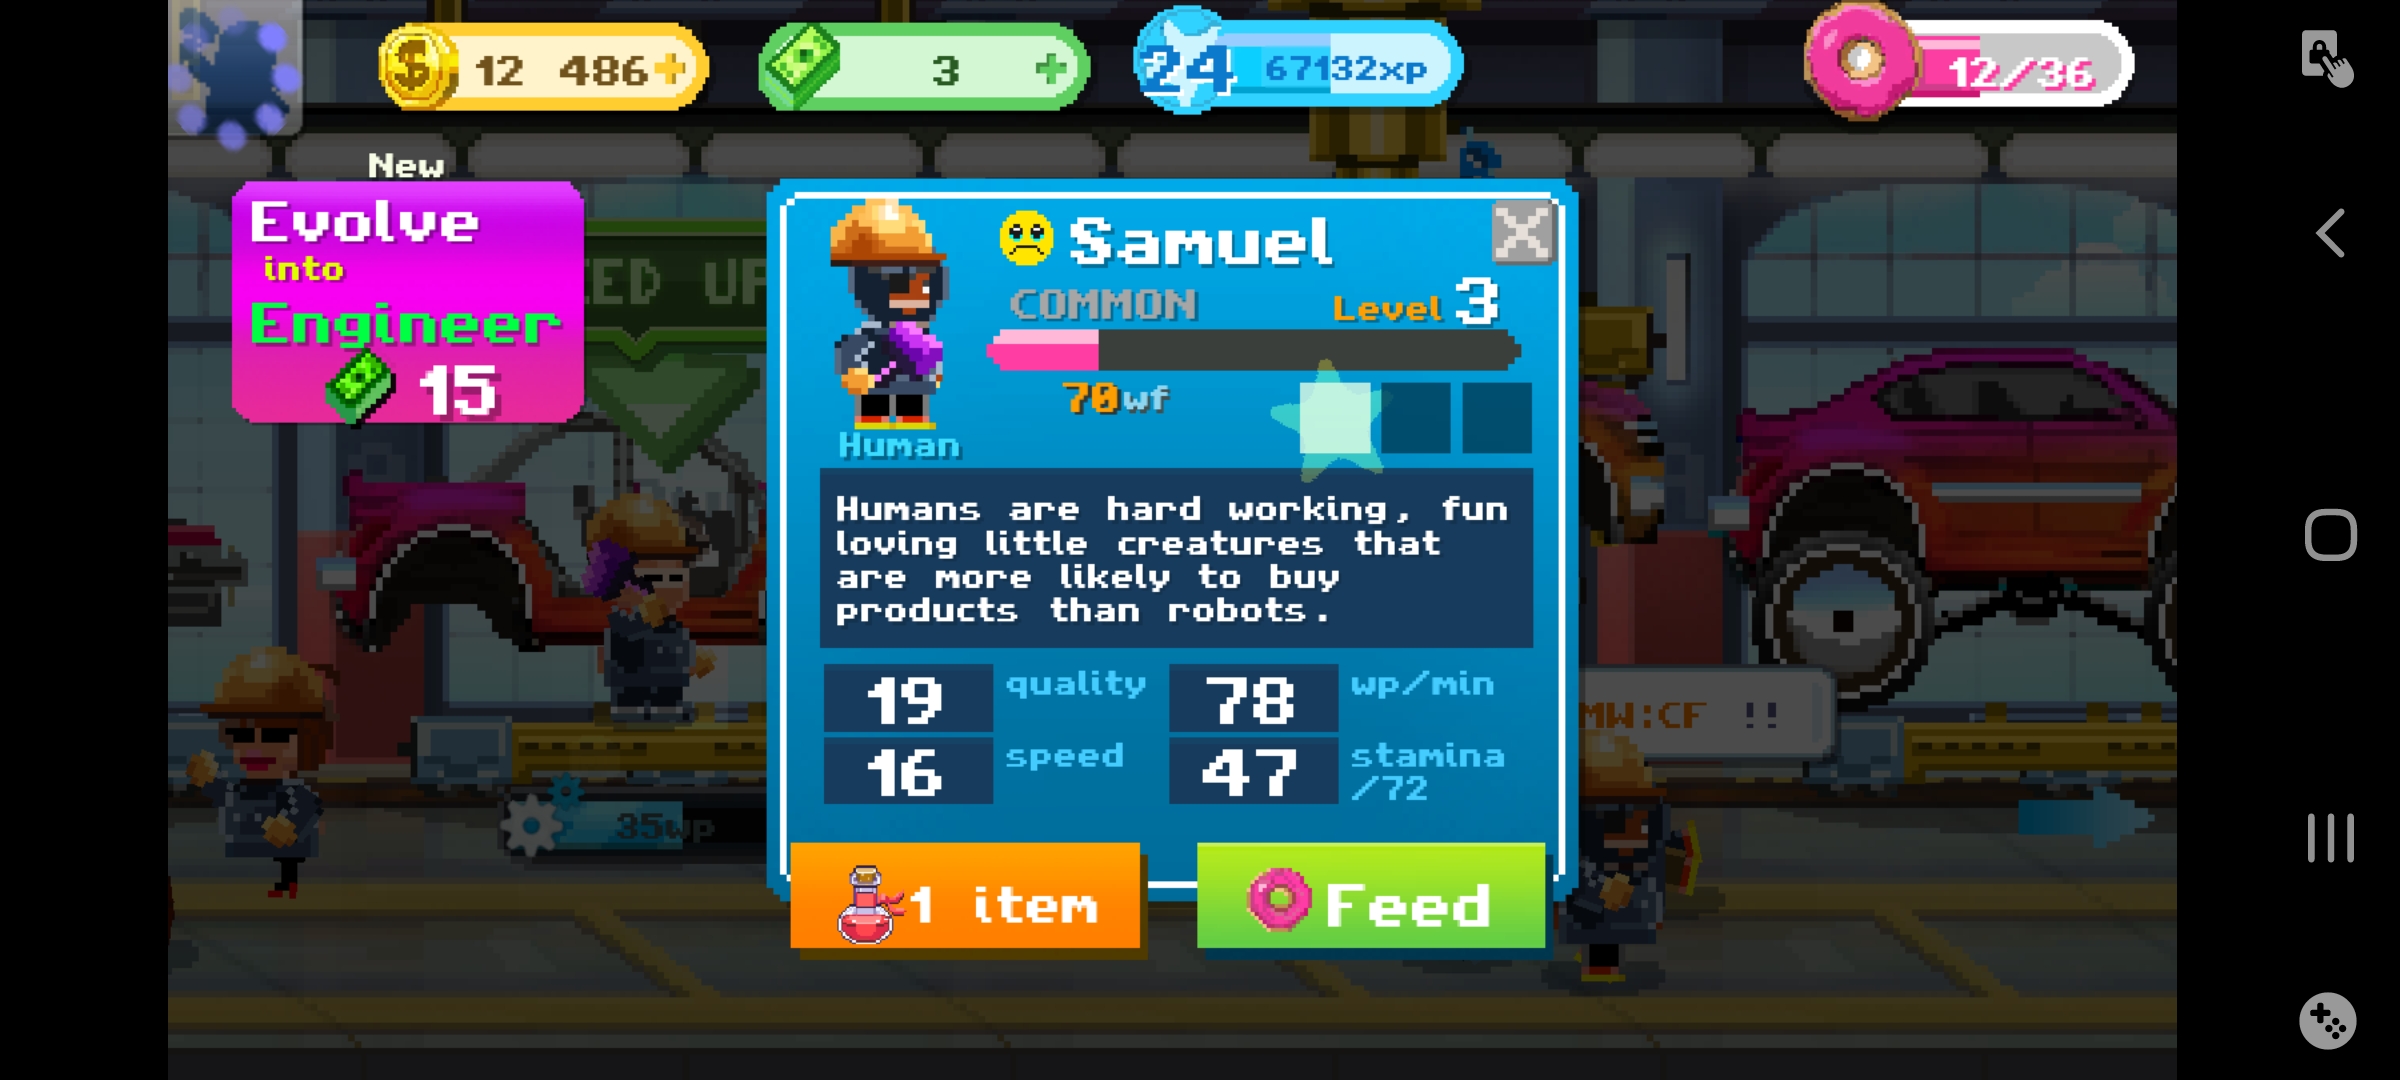 12 486
3
24 67132xp
12/36
New
Evolve
into
Engineer
15
Samuel
COMMON Level 3
70wf
Human
Humans are hard working, fun
loving little creatures that
are more likely to buy
products than robots.
19 quality 78 wp/min
16 speed 47 stamina
/72
35wp
MW:CF !!
1 item
Feed